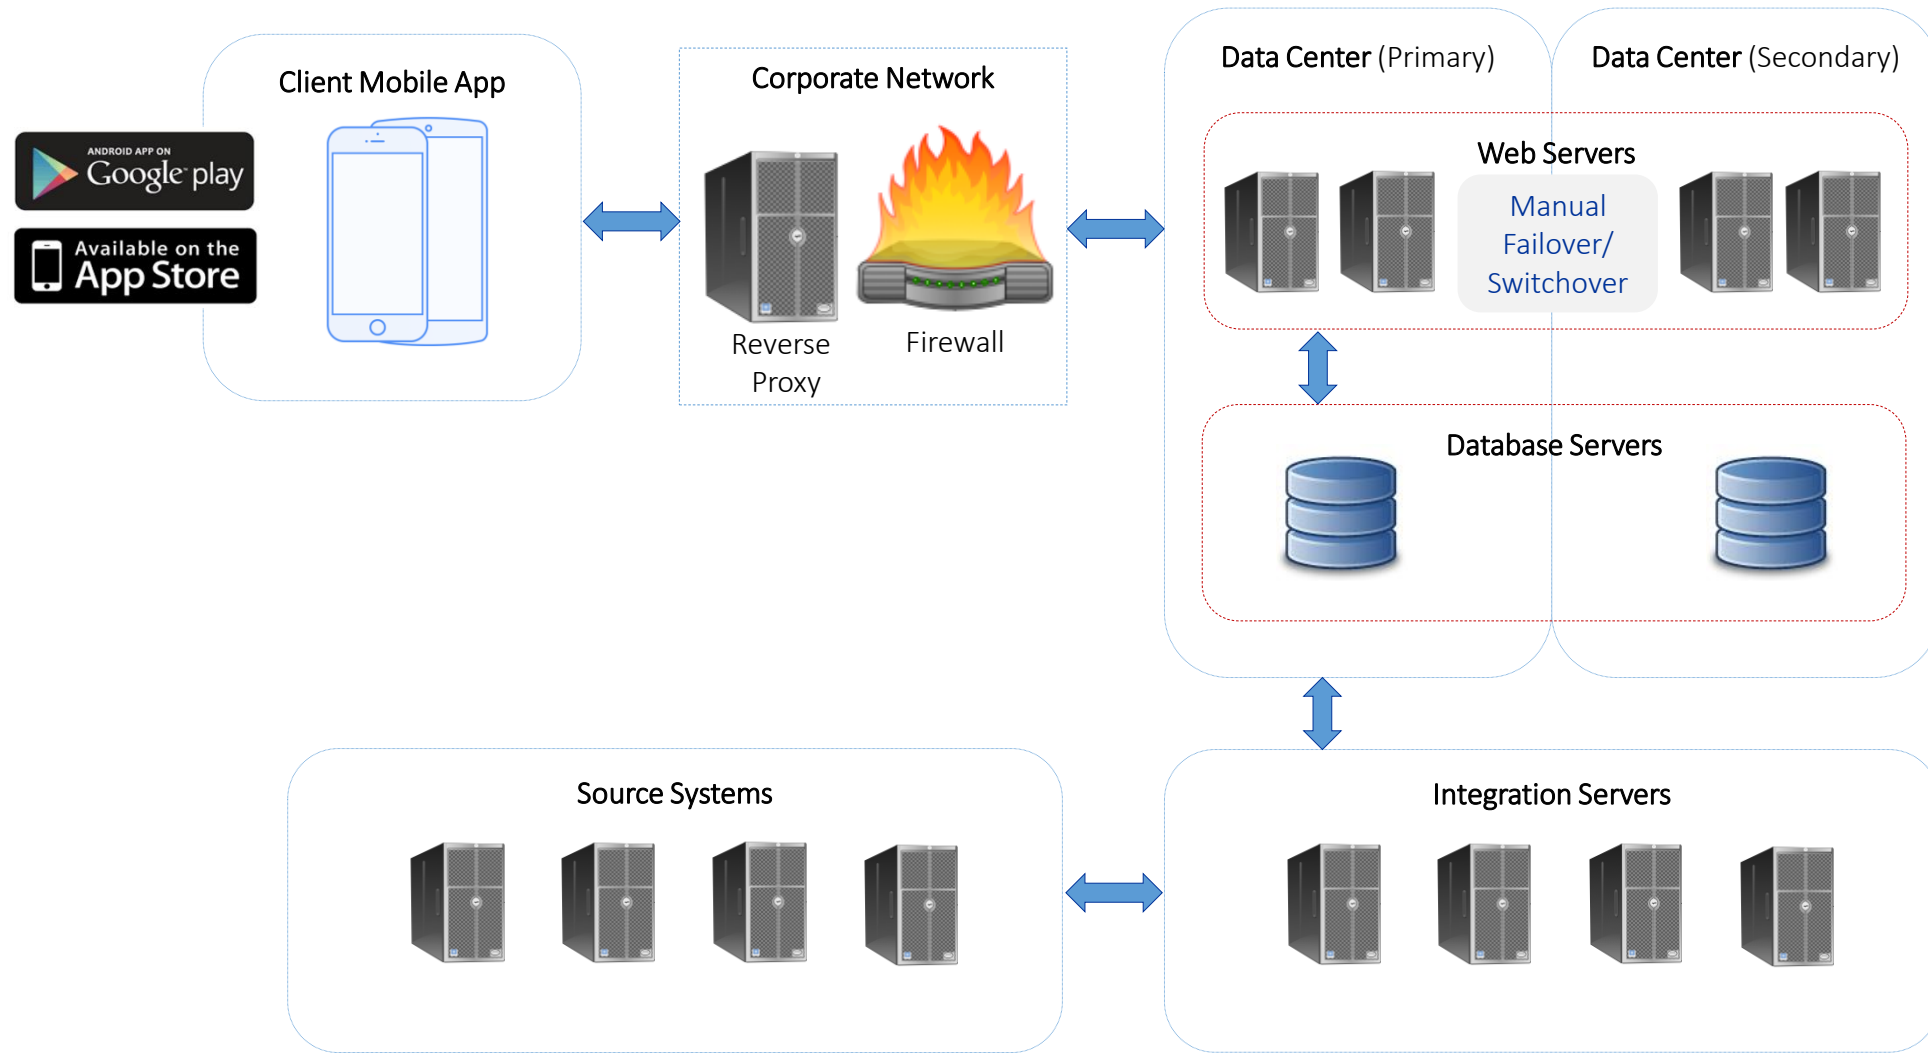 Client Mobile App
ANDROID APP ON
Google play
Available on the
App Store
Corporate Network
Reverse
Proxy
Firewall
Data Center (Primary)
Data Center (Secondary)
Web Servers
Manual
Failover/
Switchover
Database Servers
Source Systems
Integration Servers